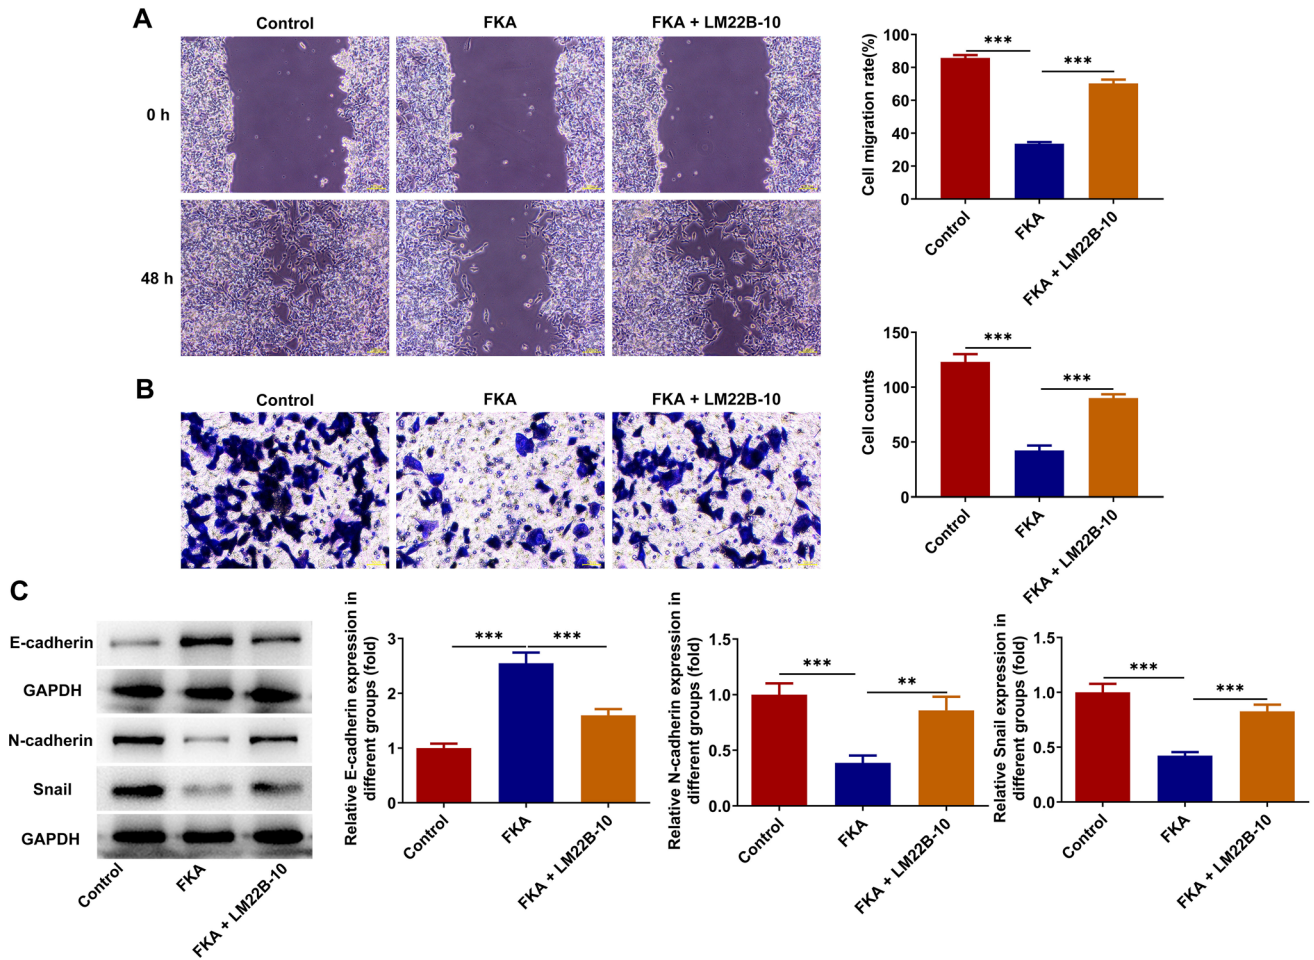 A
Control
FKA
FKA + LM22B-10
0 h
48 h
Cell migration rate(%)
100
80
60
40
20
0
***
***
Control
FKA
FKA + LM22B-10
B
Control
FKA
FKA + LM22B-10
Cell counts
150
100
50
0
***
***
Control
FKA
FKA + LM22B-10
C
E-cadherin
GAPDH
N-cadherin
Snail
GAPDH
Control
FKA
FKA + LM22B-10
Relative E-cadherin expression in
different groups (fold)
3
2
1
0
***
***
Control
FKA
FKA + LM22B-10
Relative N-cadherin expression in
different groups (fold)
1.5
1.0
0.5
0.0
***
**
Control
FKA
FKA + LM22B-10
Relative Snail expression in
different groups (fold)
1.5
1.0
0.5
0.0
***
***
Control
FKA
FKA + LM22B-10